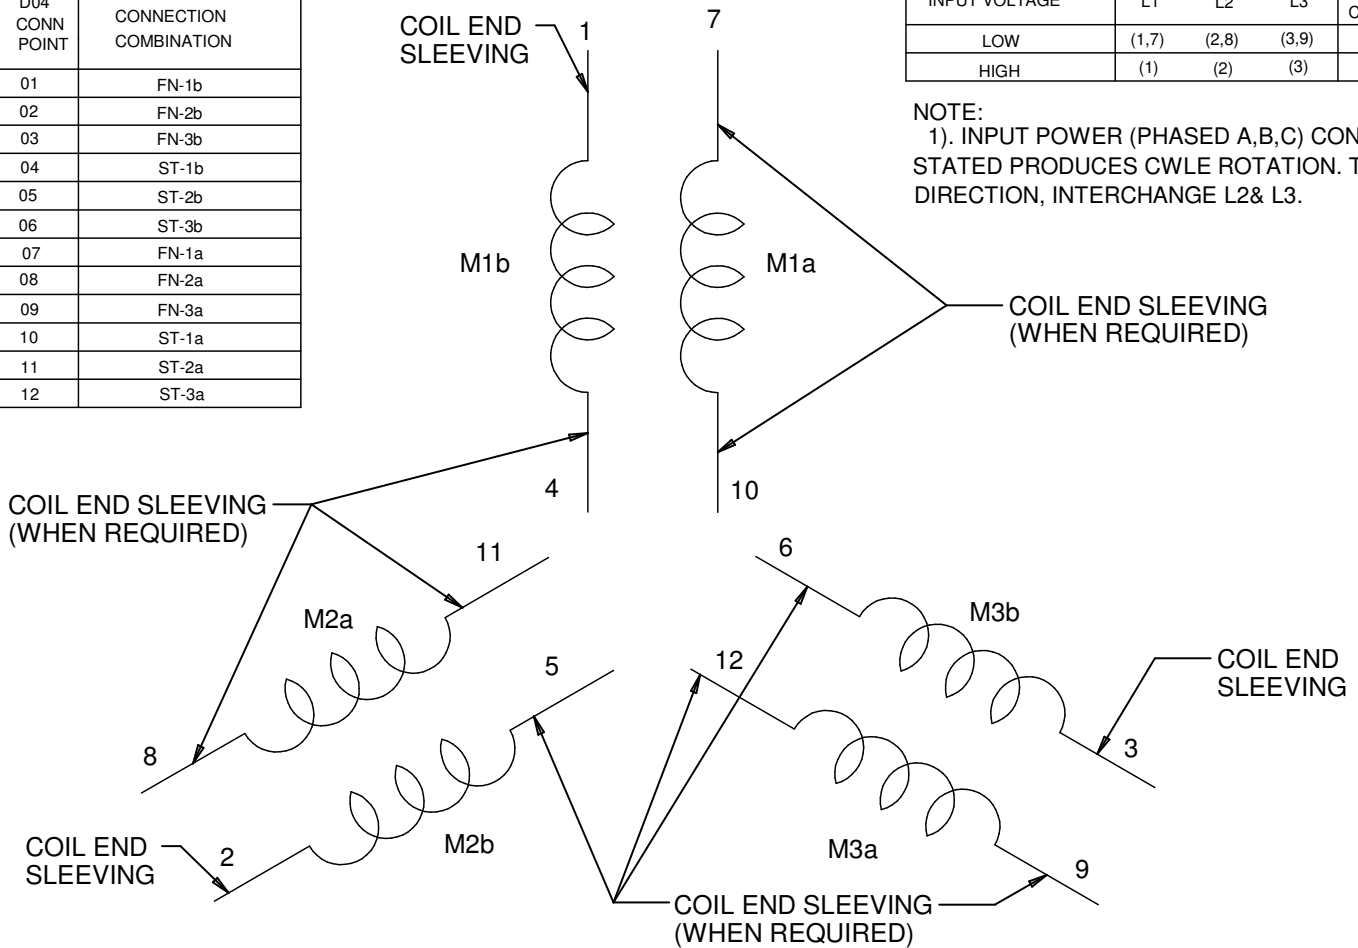 D04
CONN
POINT
CONNECTION
COMBINATION
01 FN-1b
02 FN-2b
03 FN-3b
04 ST-1b
05 ST-2b
06 ST-3b
07 FN-1a
08 FN-2a
09 FN-3a
10 ST-1a
11 ST-2a
12 ST-3a
INPUT VOLTAGE L1 L2 L3 C
LOW (1,7) (2,8) (3,9)
HIGH (1) (2) (3)
NOTE:
1). INPUT POWER (PHASED A,B,C) CON
STATED PRODUCES CWLE ROTATION. T
DIRECTION, INTERCHANGE L2& L3.
COIL END
SLEEVING
1
7
M1b
M1a
COIL END SLEEVING
(WHEN REQUIRED)
4
10
COIL END SLEEVING
(WHEN REQUIRED)
11
6
M2a
M3b
5
12
COIL END
SLEEVING
8
3
M2b
M3a
COIL END
SLEEVING
2
9
COIL END SLEEVING
(WHEN REQUIRED)